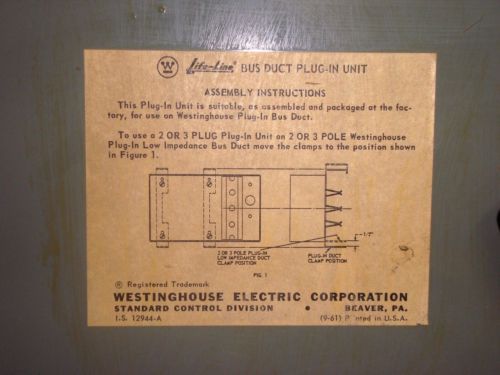 W Life-Line® BUS DUCT PLUG-IN UNIT
ASSEMBLY INSTRUCTIONS
This Plug-In Unit is suitable, as assembled and packaged at the fac-
tory, for use on Westinghouse Plug-In Bus Duct.
To use a 2 OR 3 PLUG Plug-In Unit on 2 OR 3 POLE Westinghouse
Plug-In Low Impedance Bus Duct move the clamps to the position shown
in Figure 1.
2 OR 3 POLE PLUG-IN
LOW IMPEDANCE DUCT
CLAMP POSITION
PLUG-IN DUCT
CLAMP POSITION
FIG 1
® Registered Trademark
WESTINGHOUSE ELECTRIC CORPORATION
STANDARD CONTROL DIVISION • BEAVER, PA.
I.S. 12944-A (9-61) Printed in U.S.A.